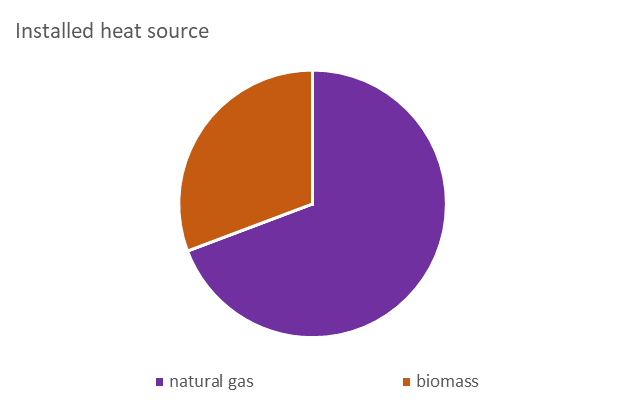 Installed heat source
natural gas
biomass